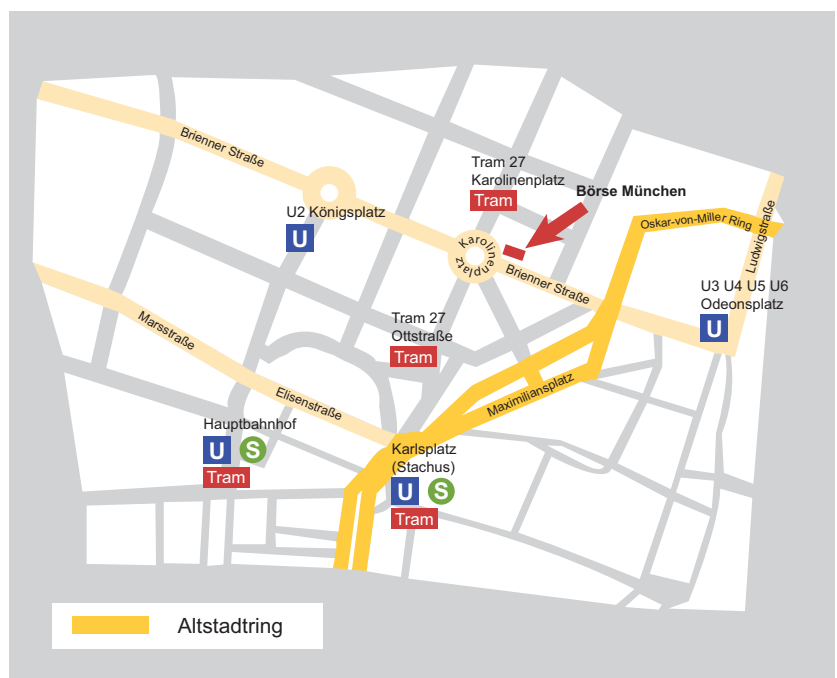 Brienner Straße
Tram 27
Karolinenplatz
Tram
Börse München
U2 Königsplatz
U
Karolinenplatz
Oskar-von-Miller Ring
Ludwigstraße
Brienner Straße
U3 U4 U5 U6
Odeonsplatz
U
Marsstraße
Tram 27
Ottstraße
Tram
Elisenstraße
Maximiliansplatz
Hauptbahnhof
U S
Tram
Karlsplatz
(Stachus)
U S
Tram
Altstadtring